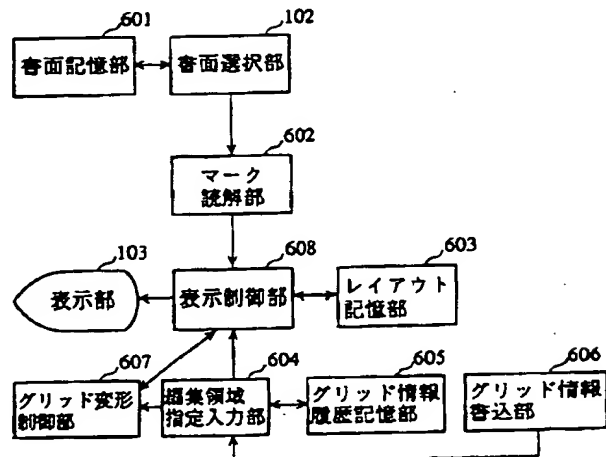 601
102
書面記憶部
書面選択部
602
マーク
読解部
103
608
603
表示部
表示制御部
レイアウト
記憶部
607
604
605
606
グリッド変形
制御部
編集領域
指定入力部
グリッド情報
履歴記憶部
グリッド情報
書込部